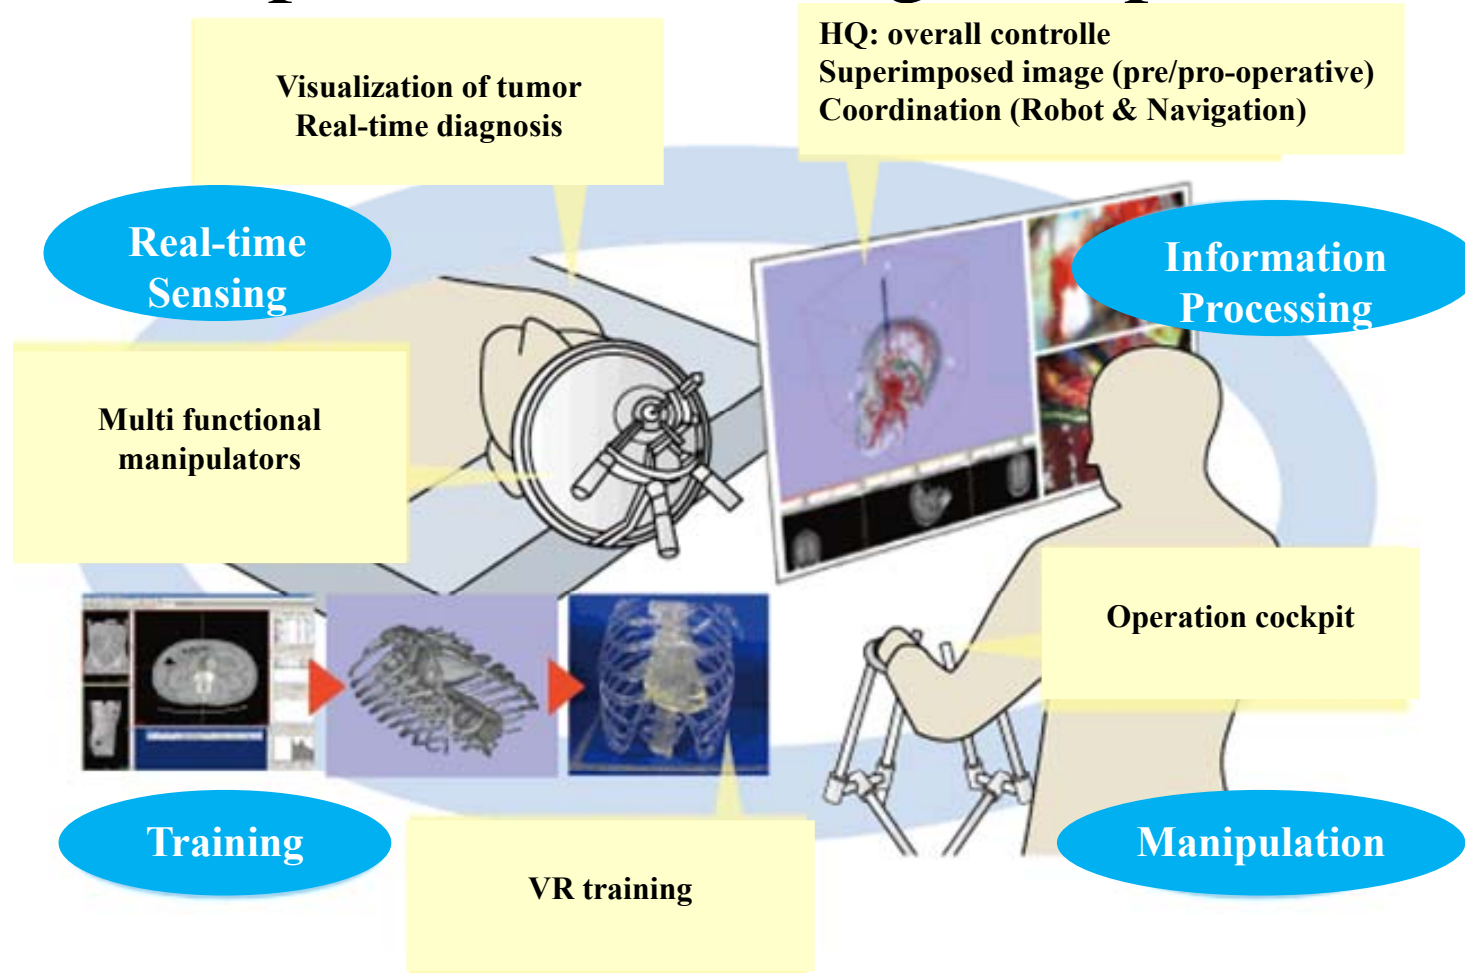 Visualization of tumor
Real-time diagnosis
HQ: overall controlle
Superimposed image (pre/pro-operative)
Coordination (Robot & Navigation)
Real-time
Sensing
Information
Processing
Multi functional
manipulators
Operation cockpit
Training
Manipulation
VR training